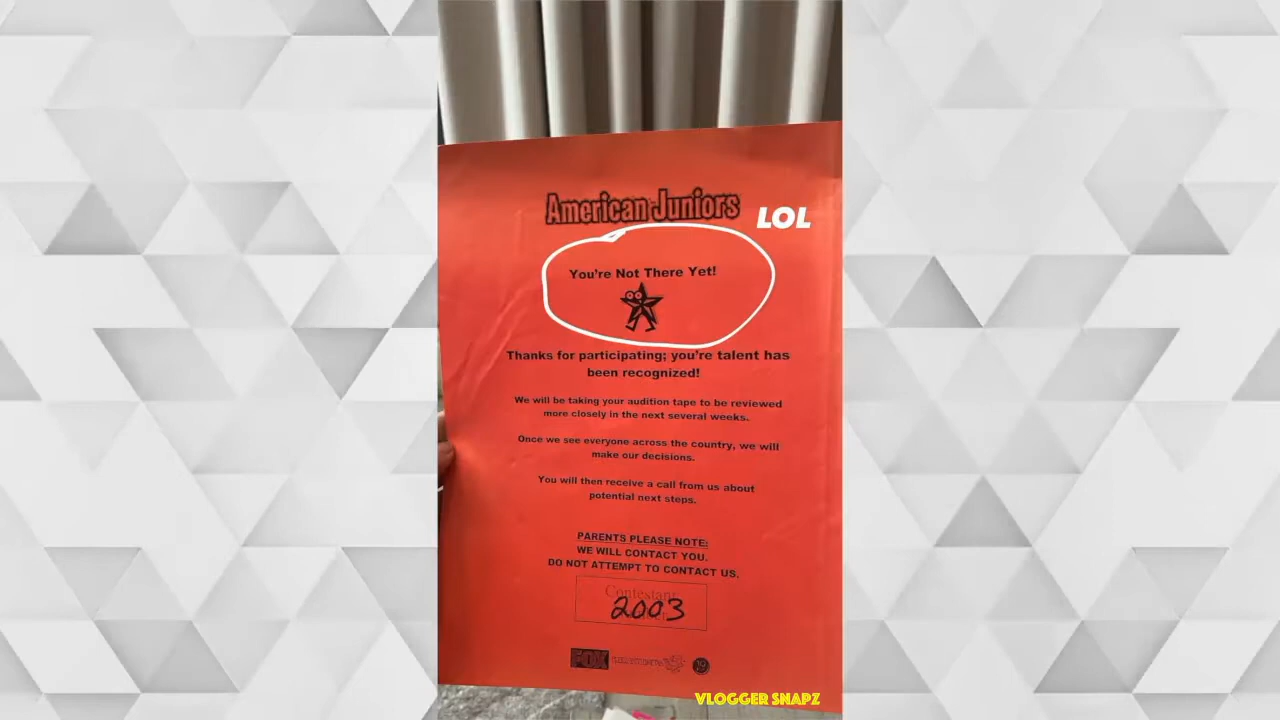 American Juniors
LOL
You're Not There Yet!
Thanks for participating; you're talent has
been recognized!
We will be taking your audition tape to be reviewed
more closely in the next several weeks.
Once we see everyone across the country, we will
make our decisions.
You will then receive a call from us about
potential next steps.
PARENTS PLEASE NOTE:
WE WILL CONTACT YOU.
DO NOT ATTEMPT TO CONTACT US.
Contestant
2003
FOX
19
VLOGGER SNAPZ